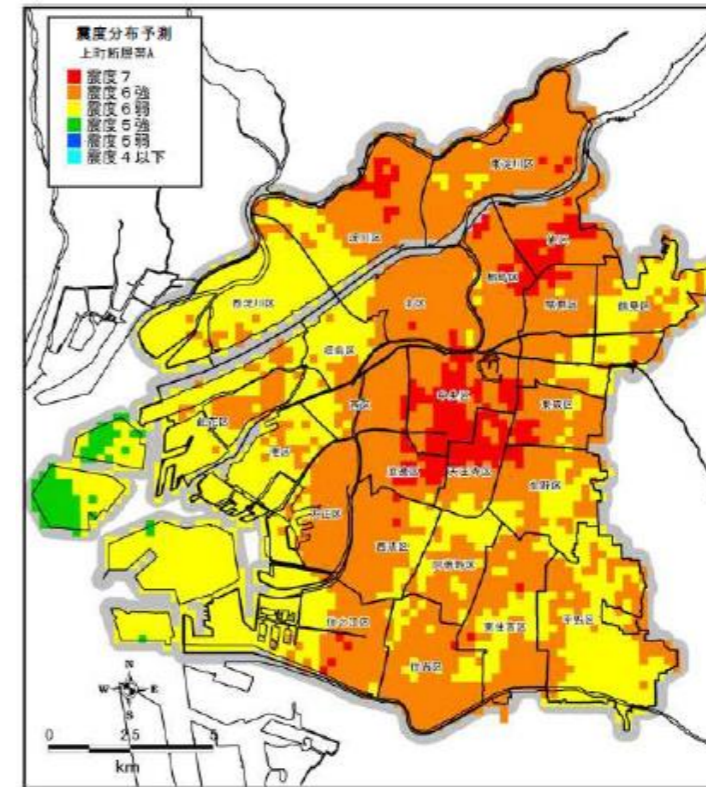 震度分布予測
上町断層帯A
震度7
震度6強
震度6弱
震度5強
震度5弱
震度4以下
東淀川区
淀川区
旭区
都島区
西淀川区
北区
城東区
鶴見区
福島区
中央区
西区
東成区
此花区
港区
浪速区
天王寺区
生野区
大正区
西成区
阿倍野区
住之江区
東住吉区
平野区
住吉区
N
W
E
S
0
2.5
5
km